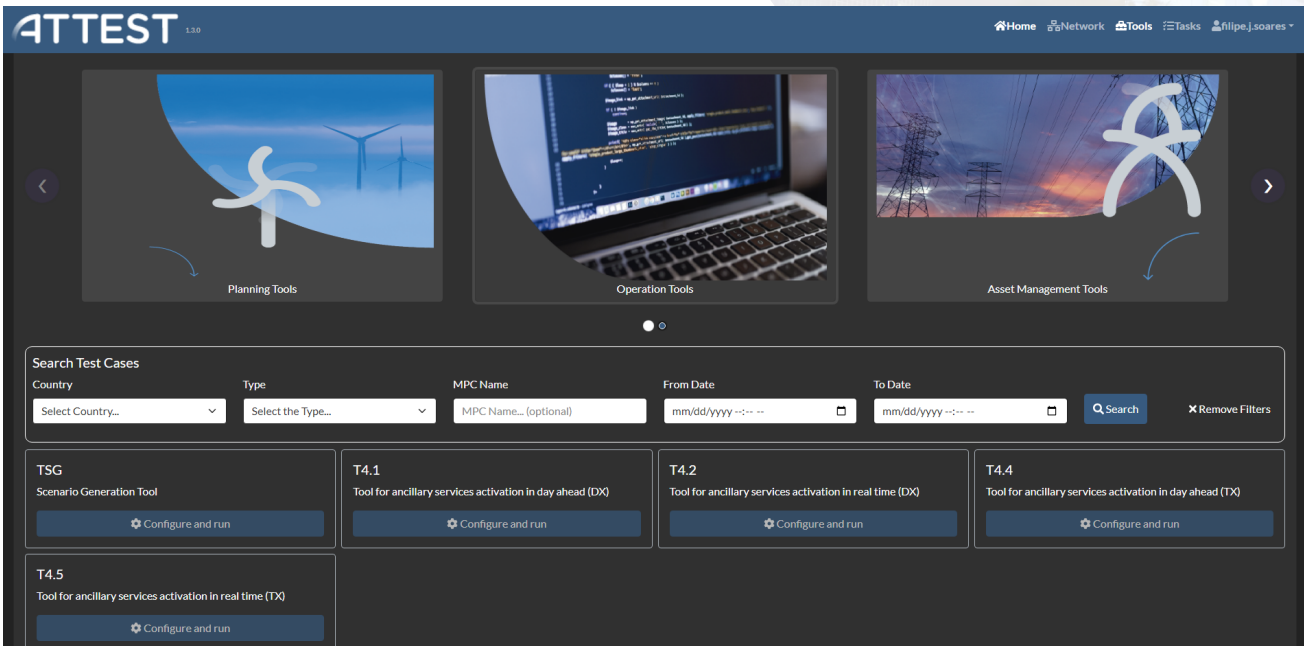 ATTEST 1.3.0
Home Network Tools Tasks filipe.j.soares
Planning Tools
Operation Tools
Asset Management Tools
Search Test Cases
Country Type MPC Name From Date To Date
Select Country... Select the Type... MPC Name... (optional) mm/dd/yyyy --:-- -- mm/dd/yyyy --:-- -- Search Remove Filters
TSG
Scenario Generation Tool
Configure and run
T4.1
Tool for ancillary services activation in day ahead (DX)
Configure and run
T4.2
Tool for ancillary services activation in real time (DX)
Configure and run
T4.4
Tool for ancillary services activation in day ahead (TX)
Configure and run
T4.5
Tool for ancillary services activation in real time (TX)
Configure and run